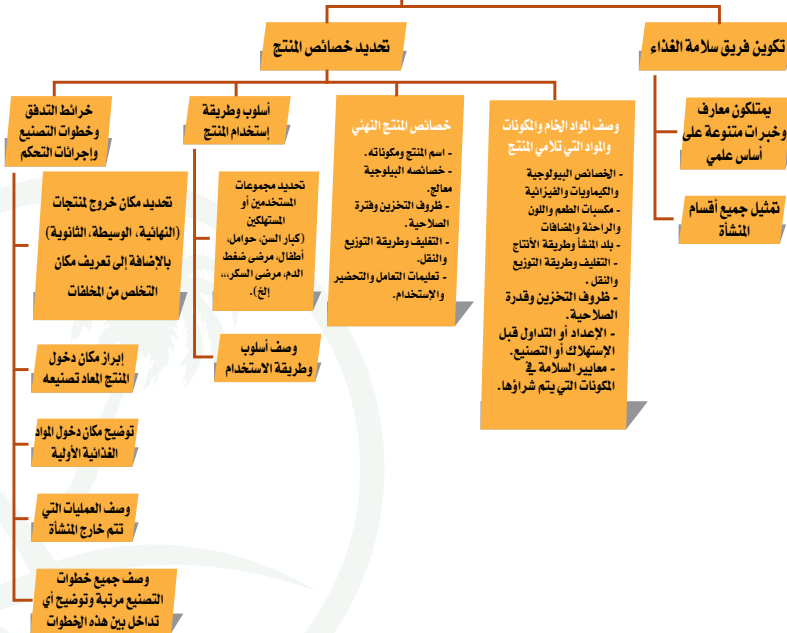 تكوين فريق سلامة الغذاء
يمتلكون معارف
وخبرات متنوعة على
أساس علمي
تمثيل جميع أقسام
المنشأة
تحديد خصائص المنتج
وصف المواد الخام والمكونات
والمواد التي تلامي المنتج
- الخصائص البيولوجية
والكيماويات والفيزائية
- مكسبات الطعم واللون
والرائحة والمضافات
- بلد المنشأ وطريقة الأنتاج
- التغليف وطريقة التوزيع
والنقل .
- ظروف التخزين وقدرة
الصلاحية.
- الإعداد أو التداول قبل
الإستهلاك أو التصنيع.
- معايير السلامة في
المكونات التي يتم شراؤها.
خصائص المنتج النهئي
- اسم المنتج ومكوناته.
- خصائصه البيلوجية
معالج.
- ظروف التخزين وفترة
الصلاحية.
- التغليف وطريقة التوزيع
والنقل.
- تعليمات التعامل والتحضير
والإستخدام.
أسلوب وطريقة
إستخدام المنتج
تحديد مجموعات
المستخدمين أو
المستهلكين
(كبار السن، حوامل،
أطفال، مرضى ضغط
الدم، مرضى السكر،،،
إلخ).
وصف أسلوب
وطريقة الاستخدام
خرائط التدفق
وخطوات التصنيع
وإجرائات التحكم
تحديد مكان خروج لمنتجات
(النهائية، الوسيطة، الثانوية)
بالإضافة إلى تعريف مكان
التخلص من المخلفات
إبراز مكان دخول
المنتج المعاد تصنيعه
توضيح مكان دخول المواد
الغذائية الأولية
وصف العمليات التي
تتم خارج المنشأة
وصف جميع خطوات
التصنيع مرتبة وتوضيح أي
تداخل بين هذه الخطوات